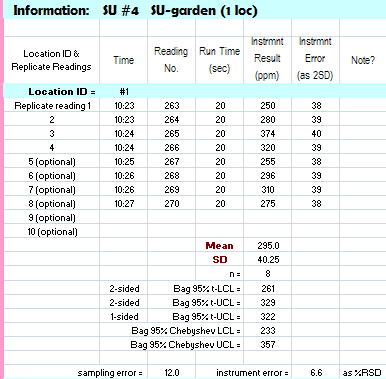 Information: SU #4 SU-garden (1 loc)
Location ID & Replicate Readings Time Reading No. Run Time (sec) Instrmnt Result (ppm) Instrmnt Error (as 2SD) Note?
Location ID = #1
Replicate reading 1 10:23 263 20 250 38
2 10:23 264 20 280 39
3 10:24 265 20 374 40
4 10:24 266 20 320 39
5 (optional) 10:25 267 20 255 38
6 (optional) 10:26 268 20 296 39
7 (optional) 10:26 269 20 310 39
8 (optional) 10:27 270 20 275 38
9 (optional)
10 (optional)
Mean 295.0
SD 40.25
n = 8
2-sided Bag 95% t-LCL = 261
2-sided Bag 95% t-UCL = 329
1-sided Bag 95% t-UCL = 322
Bag 95% Chebyshev LCL = 233
Bag 95% Chebyshev UCL = 357
sampling error = 12.0 instrument error = 6.6 as %RSD